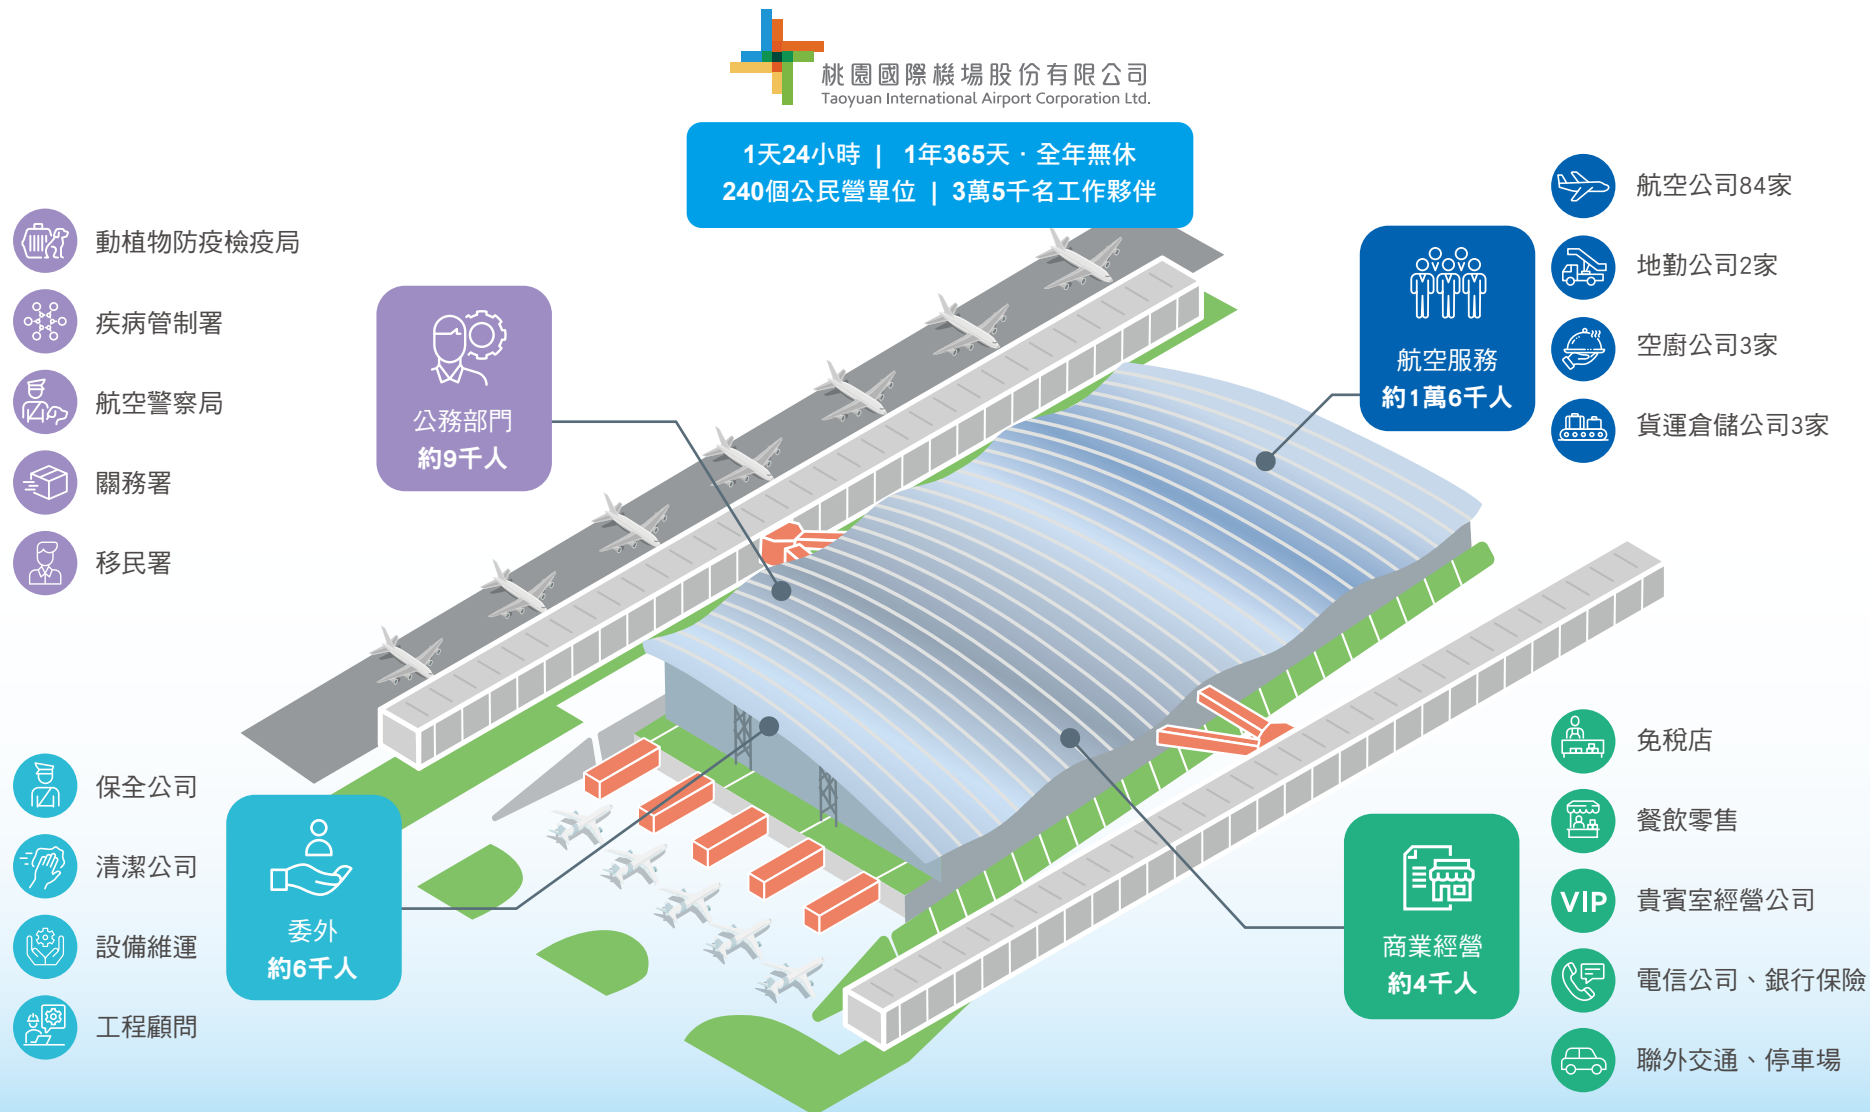 桃園國際機場股份有限公司
Taoyuan International Airport Corporation Ltd.
1天24小時 | 1年365天 · 全年無休
240個公民營單位 | 3萬5千名工作夥伴
動植物防疫檢疫局
疾病管制署
航空警察局
關務署
移民署
公務部門
約9千人
航空服務
約1萬6千人
航空公司84家
地勤公司2家
空廚公司3家
貨運倉儲公司3家
保全公司
清潔公司
設備維運
工程顧問
委外
約6千人
商業經營
約4千人
免稅店
餐飲零售
VIP 貴賓室經營公司
電信公司、銀行保險
聯外交通、停車場